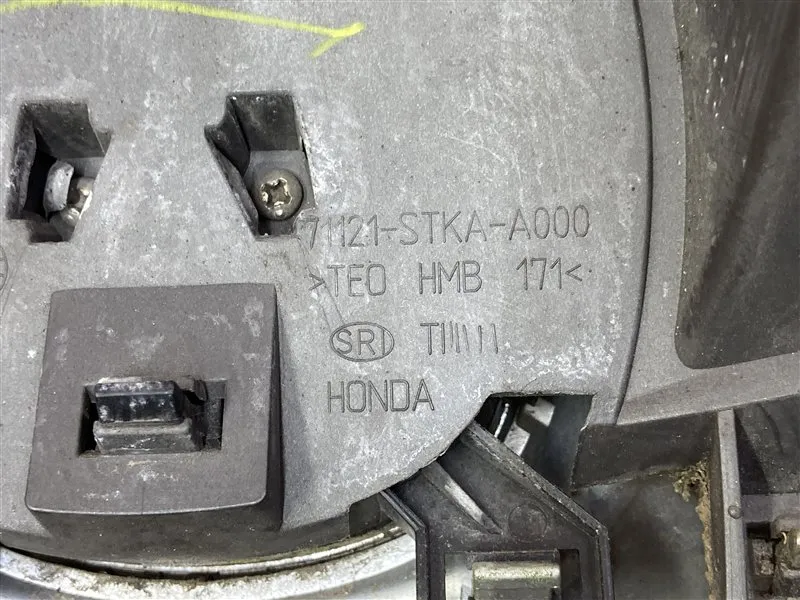 71121-STKA-A000
>TEO HMB 171<
SRI T
HONDA